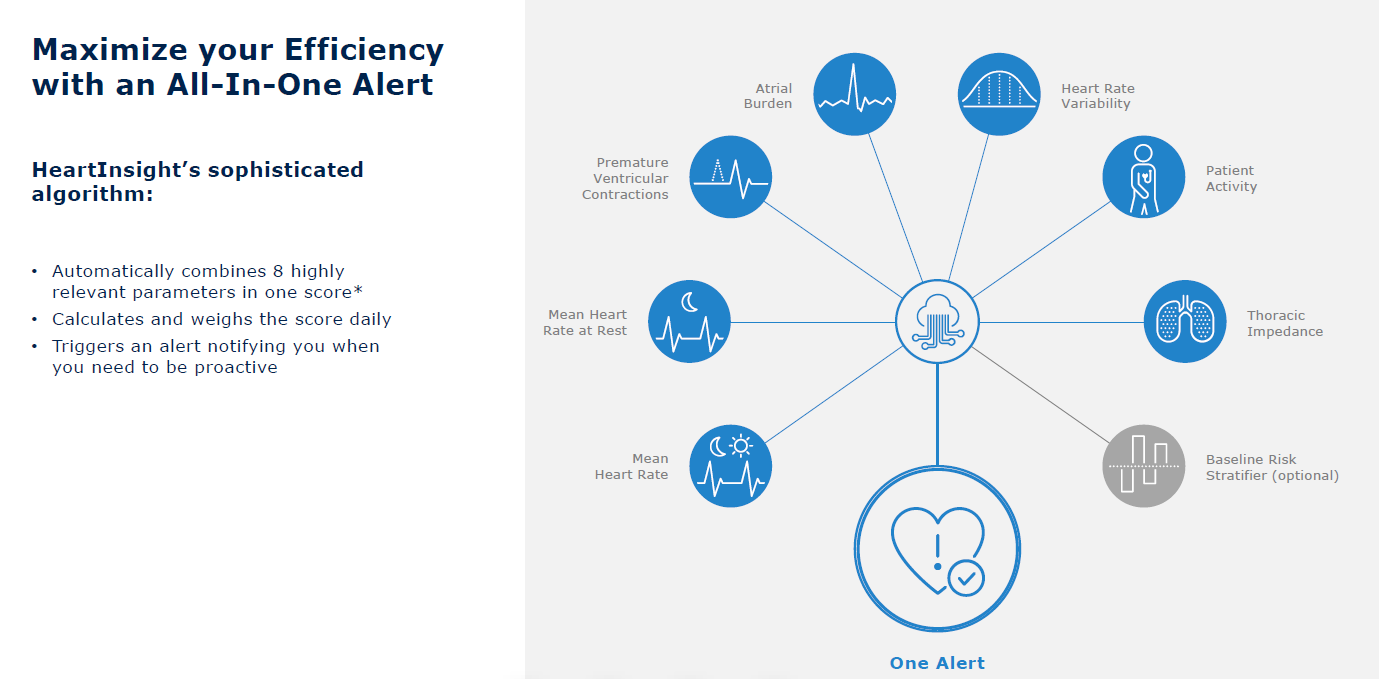 Maximize your Efficiency
with an All-In-One Alert
HeartInsight’s sophisticated
algorithm:
• Automatically combines 8 highly
relevant parameters in one score*
• Calculates and weighs the score daily
• Triggers an alert notifying you when
you need to be proactive
Atrial
Burden
Heart Rate
Variability
Premature
Ventricular
Contractions
Patient
Activity
Mean Heart
Rate at Rest
Thoracic
Impedance
Mean
Heart Rate
Baseline Risk
Stratifier (optional)
One Alert